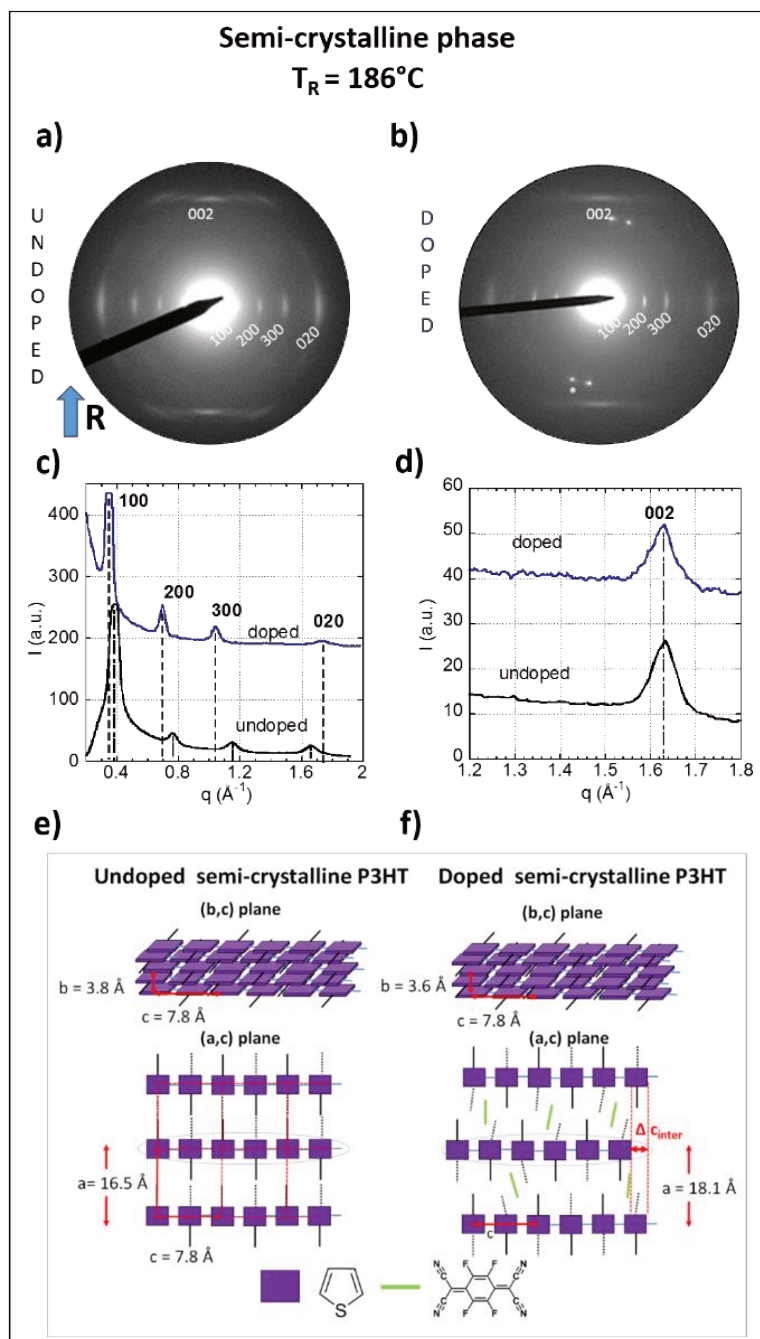 Semi-crystalline phase
T_R = 186°C
a)
b)
UNDOPED
002
100 200 300 020
R
DOPED
002
100 200 300 020
*
c)
d)
I (a.u.)
400
300
200
100
0
100
200
300
020
doped
undoped
0.4 0.8 1.2 1.6 2
q (Å⁻¹)
I (a.u.)
60
50
40
30
20
10
0
002
doped
undoped
1.2 1.3 1.4 1.5 1.6 1.7 1.8
q (Å⁻¹)
e)
f)
Undoped semi-crystalline P3HT
(b,c) plane
b = 3.8 Å
c = 7.8 Å
(a,c) plane
a= 16.5 Å
c = 7.8 Å
Doped semi-crystalline P3HT
(b,c) plane
b = 3.6 Å
c = 7.8 Å
(a,c) plane
Δ c_inter
a = 18.1 Å
c
S
N N
C C
F F
F F
C C
N N